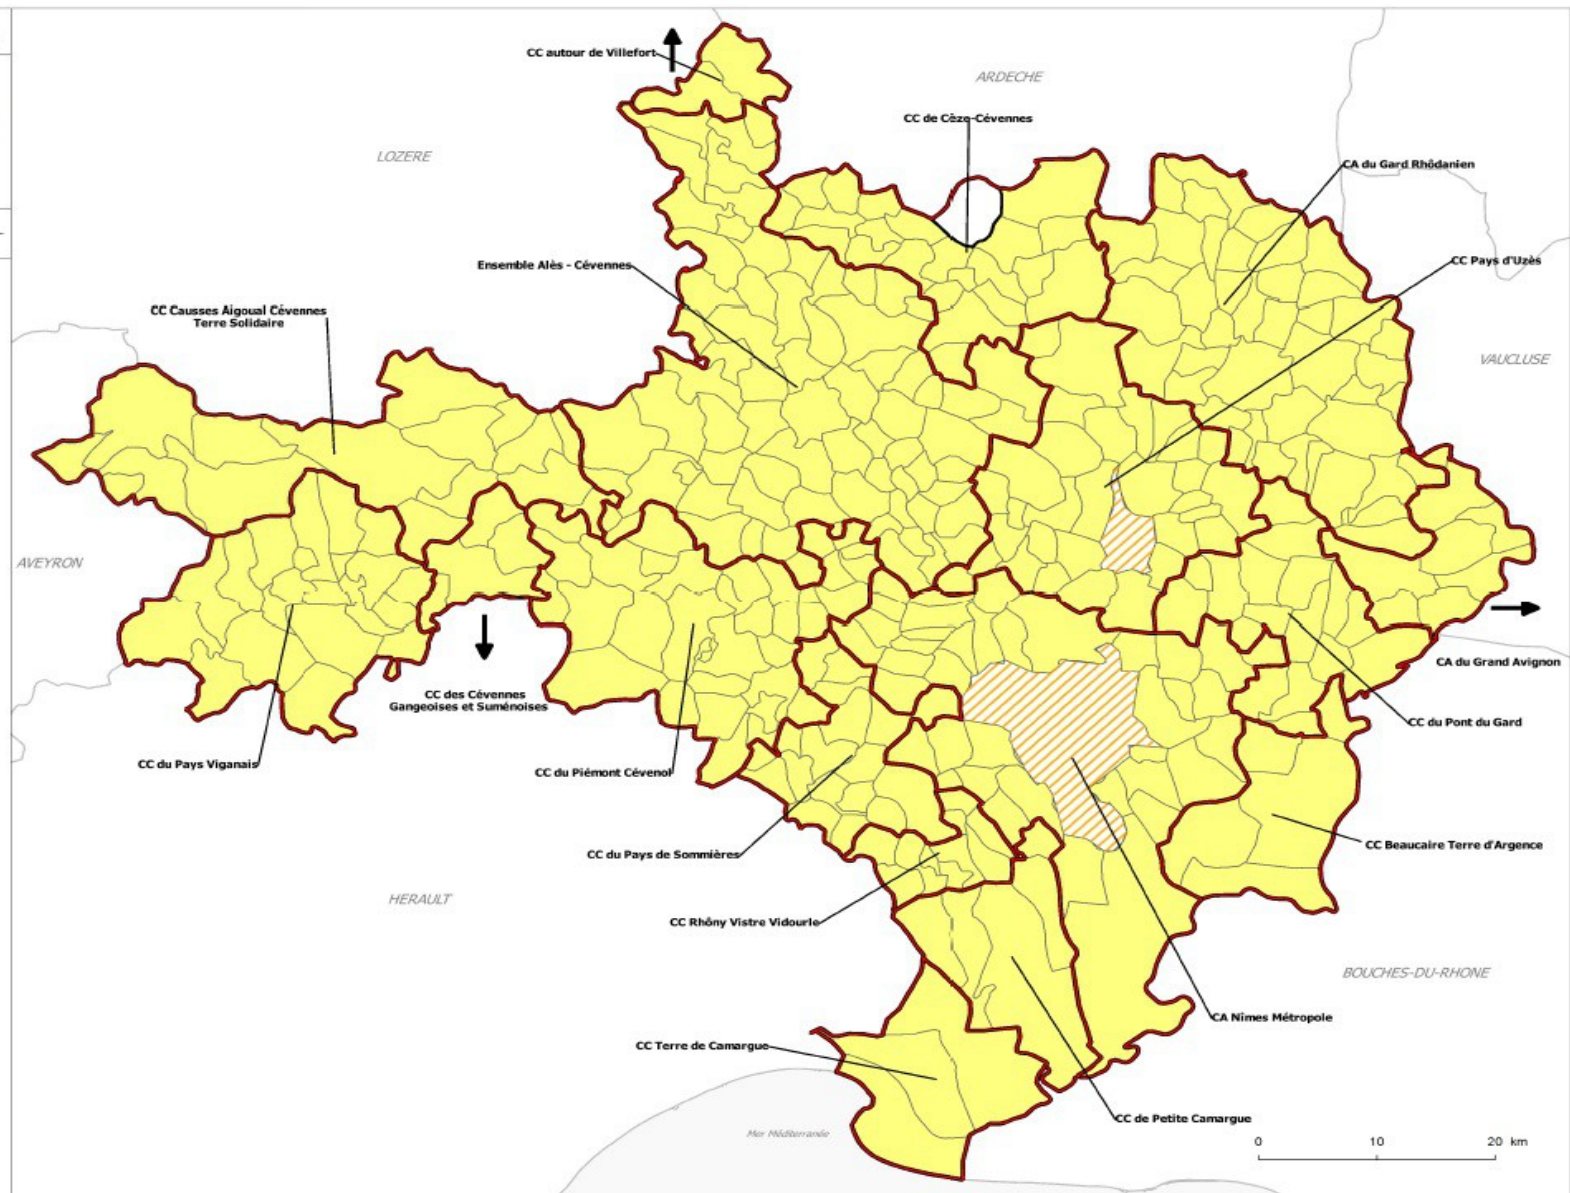 CC autour de Villefort
ARDECHE
CC de Cèze-Cévennes
LOZERE
CA du Gard Rhôdanien
CC Pays d'Uzès
Ensemble Alès - Cévennes
CC Causses Aigoual Cévennes
Terre Solidaire
VAUCLUSE
AVEYRON
CA du Grand Avignon
CC des Cévennes
Gangeoises et Suménoises
CC du Pont du Gard
CC du Pays Viganais
CC du Piémont Cévenol
CC Beaucaire Terre d'Argence
CC du Pays de Sommières
HERAULT
CC Rhôny Vistre Vidourle
BOUCHES-DU-RHONE
CA Nîmes Métropole
CC Terre de Camargue
CC de Petite Camargue
Mer Méditerranée
0 10 20 km